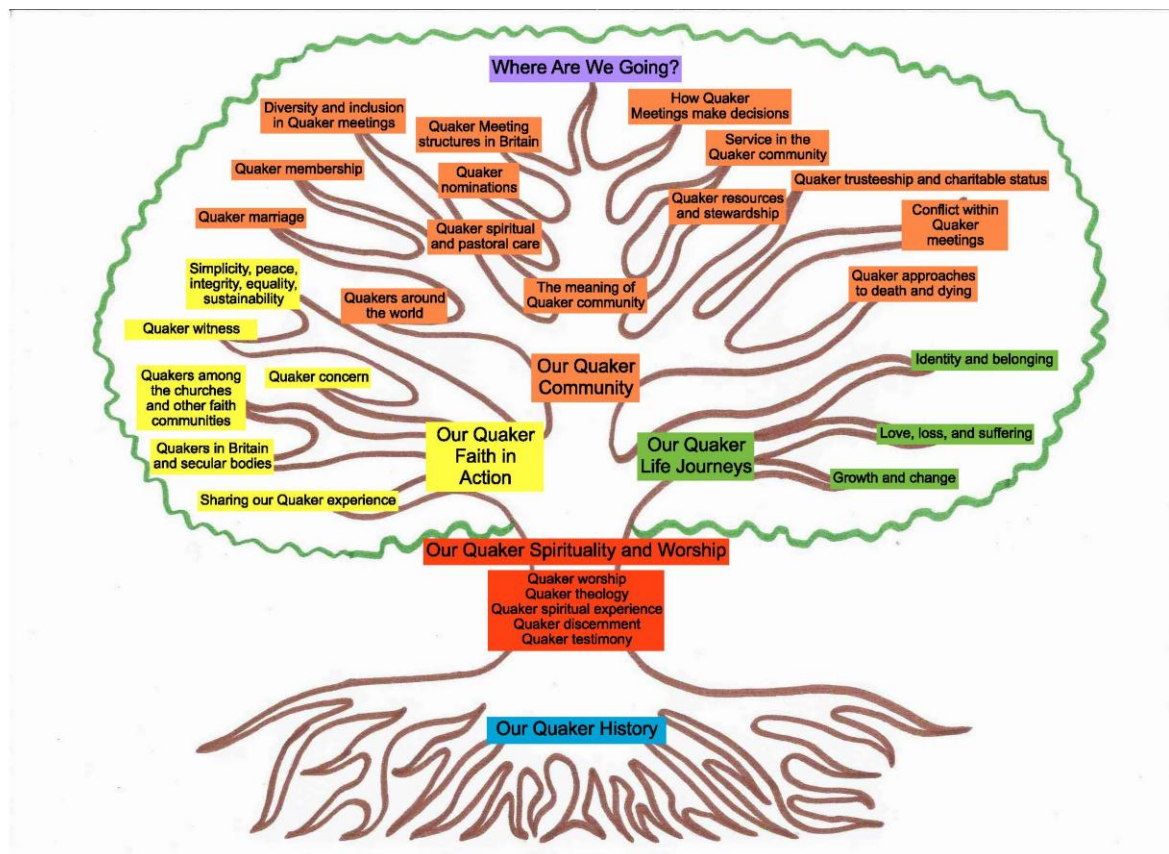 Where Are We Going?
Diversity and inclusion
in Quaker meetings
Quaker Meeting
structures in Britain
How Quaker
Meetings make decisions
Service in the
Quaker community
Quaker membership
Quaker
nominations
Quaker resources
and stewardship
Quaker trusteeship and charitable status
Quaker marriage
Quaker spiritual
and pastoral care
Conflict within
Quaker
meetings
Simplicity, peace,
integrity, equality,
sustainability
Quakers around
the world
The meaning of
Quaker community
Quaker approaches
to death and dying
Quaker witness
Our Quaker
Community
Identity and belonging
Quakers among
the churches
and other faith
communities
Quaker concern
Quakers in Britain
and secular bodies
Our Quaker
Faith in
Action
Our Quaker
Life Journeys
Love, loss, and suffering
Growth and change
Sharing our Quaker experience
Our Quaker Spirituality and Worship
Quaker worship
Quaker theology
Quaker spiritual experience
Quaker discernment
Quaker testimony
Our Quaker History